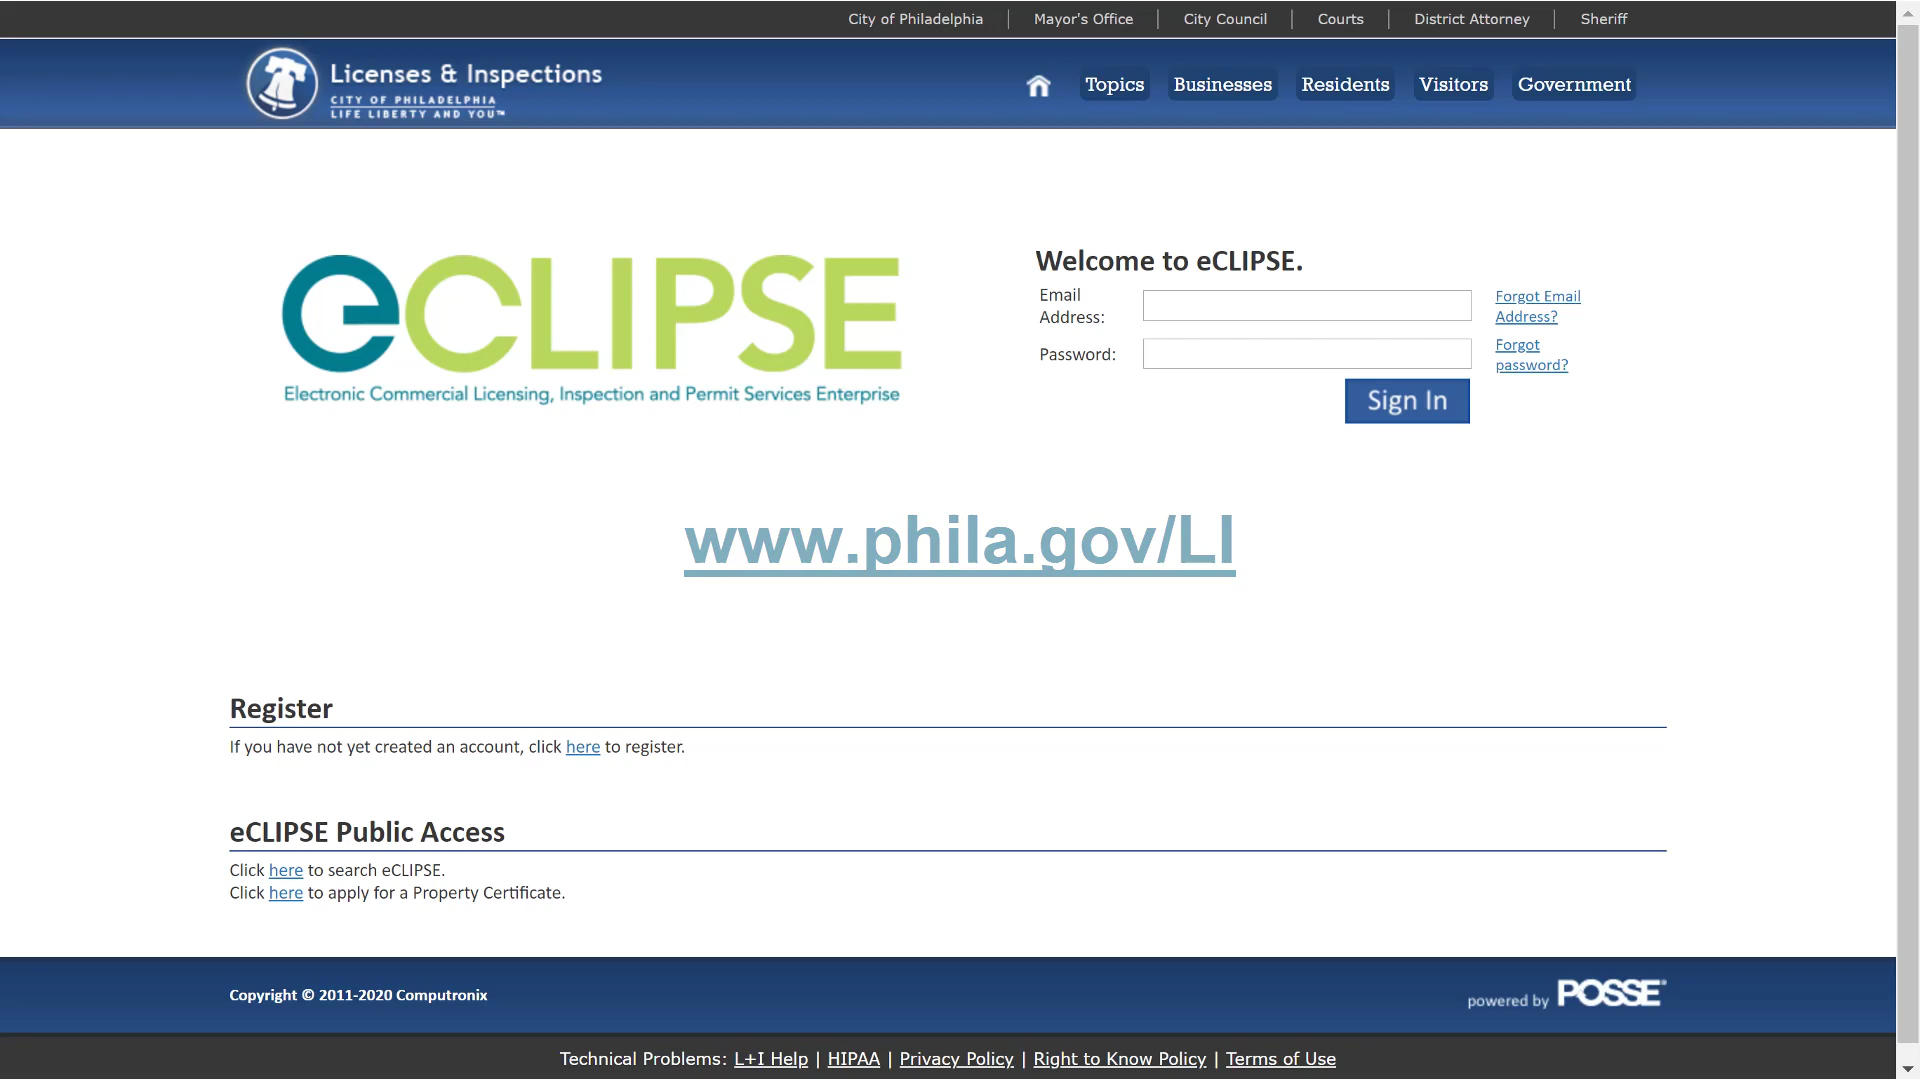 City of Philadelphia | Mayor's Office | City Council | Courts | District Attorney | Sheriff
Licenses & Inspections
CITY OF PHILADELPHIA
LIFE LIBERTY AND YOU™
Topics Businesses Residents Visitors Government
eCLIPSE
Electronic Commercial Licensing, Inspection and Permit Services Enterprise
Welcome to eCLIPSE.
Email
Address:
Forgot Email
Address?
Password:
Forgot
password?
Sign In
www.phila.gov/LI
Register
If you have not yet created an account, click here to register.
eCLIPSE Public Access
Click here to search eCLIPSE.
Click here to apply for a Property Certificate.
Copyright © 2011-2020 Computronix
powered by POSSE®
Technical Problems: L+I Help | HIPAA | Privacy Policy | Right to Know Policy | Terms of Use